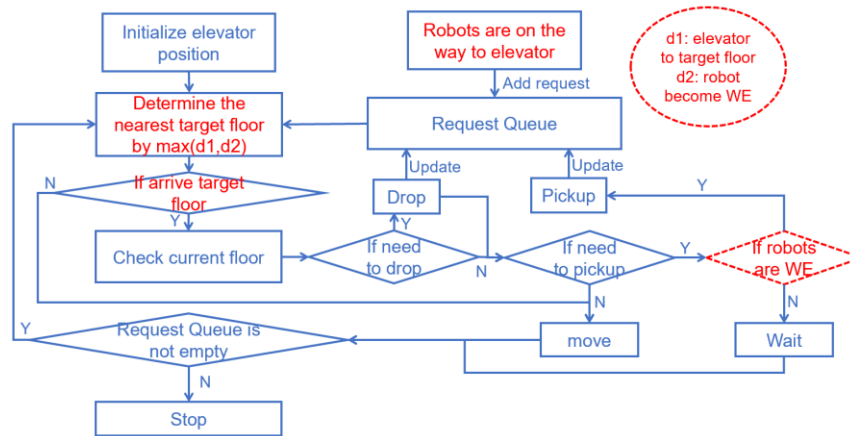 Initialize elevator
position
Robots are on the
way to elevator
d1: elevator
to target floor
d2: robot
become WE
Add request
Determine the
nearest target floor
by max(d1,d2)
Request Queue
Update
Update
N
If arrive target
floor
Drop
Pickup
Y
Y
Y
Check current floor
If need
to drop
N
If need
to pickup
Y
If robots
are WE
N
N
Y
Request Queue is
not empty
move
Wait
N
Stop